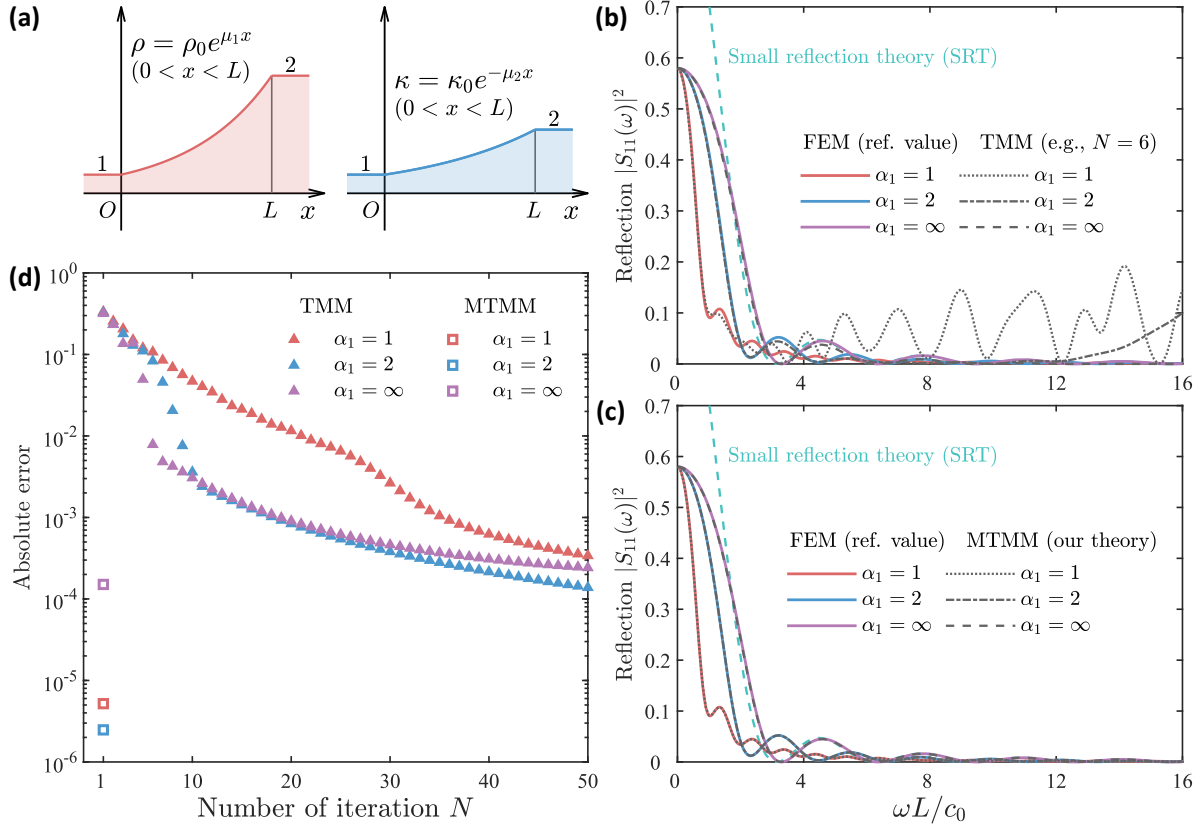 (a)
ρ = ρ₀e^{μ₁x}
(0 < x < L)
2
1
O
L
x
κ = κ₀e^{−μ₂x}
(0 < x < L)
2
1
O
L
x
(b)
0.7
0.6
0.5
0.4
0.3
0.2
0.1
0
Reflection |S₁₁(ω)|²
Small reflection theory (SRT)
FEM (ref. value) TMM (e.g., N = 6)
α₁ = 1 α₁ = 1
α₁ = 2 α₁ = 2
α₁ = ∞ α₁ = ∞
0 4 8 12 16
(d)
10⁰
10⁻¹
10⁻²
10⁻³
10⁻⁴
10⁻⁵
10⁻⁶
Absolute error
TMM MTMM
α₁ = 1 α₁ = 1
α₁ = 2 α₁ = 2
α₁ = ∞ α₁ = ∞
1 10 20 30 40 50
Number of iteration N
(c)
0.7
0.6
0.5
0.4
0.3
0.2
0.1
0
Reflection |S₁₁(ω)|²
Small reflection theory (SRT)
FEM (ref. value) MTMM (our theory)
α₁ = 1 α₁ = 1
α₁ = 2 α₁ = 2
α₁ = ∞ α₁ = ∞
0 4 8 12 16
ωL/c₀